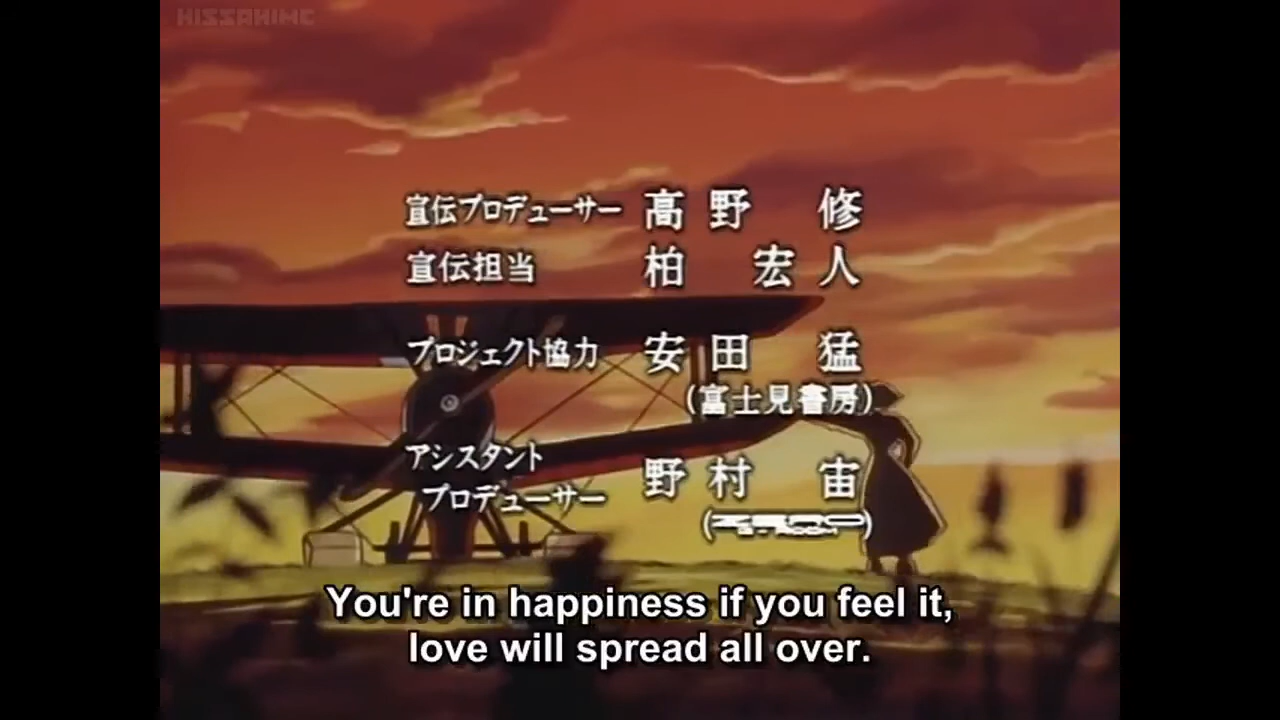 KISSANIME
宣伝プロデューサー 高野 修
宣伝担当 柏 宏人
プロジェクト協力 安田 猛
(富士見書房)
アシスタント
プロデューサー 野村 宙
(ZERO
G-ROOM)
You're in happiness if you feel it,
love will spread all over.